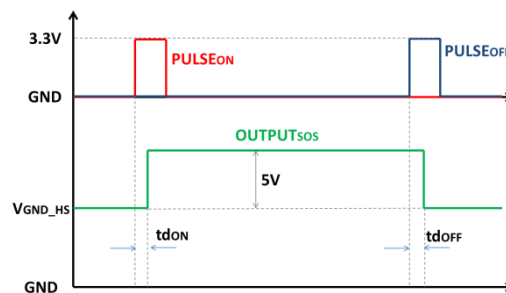 3.3V
PULSEON
PULSEOFF
GND
OUTPUTSOS
5V
VGND_HS
tdON
tdOFF
GND